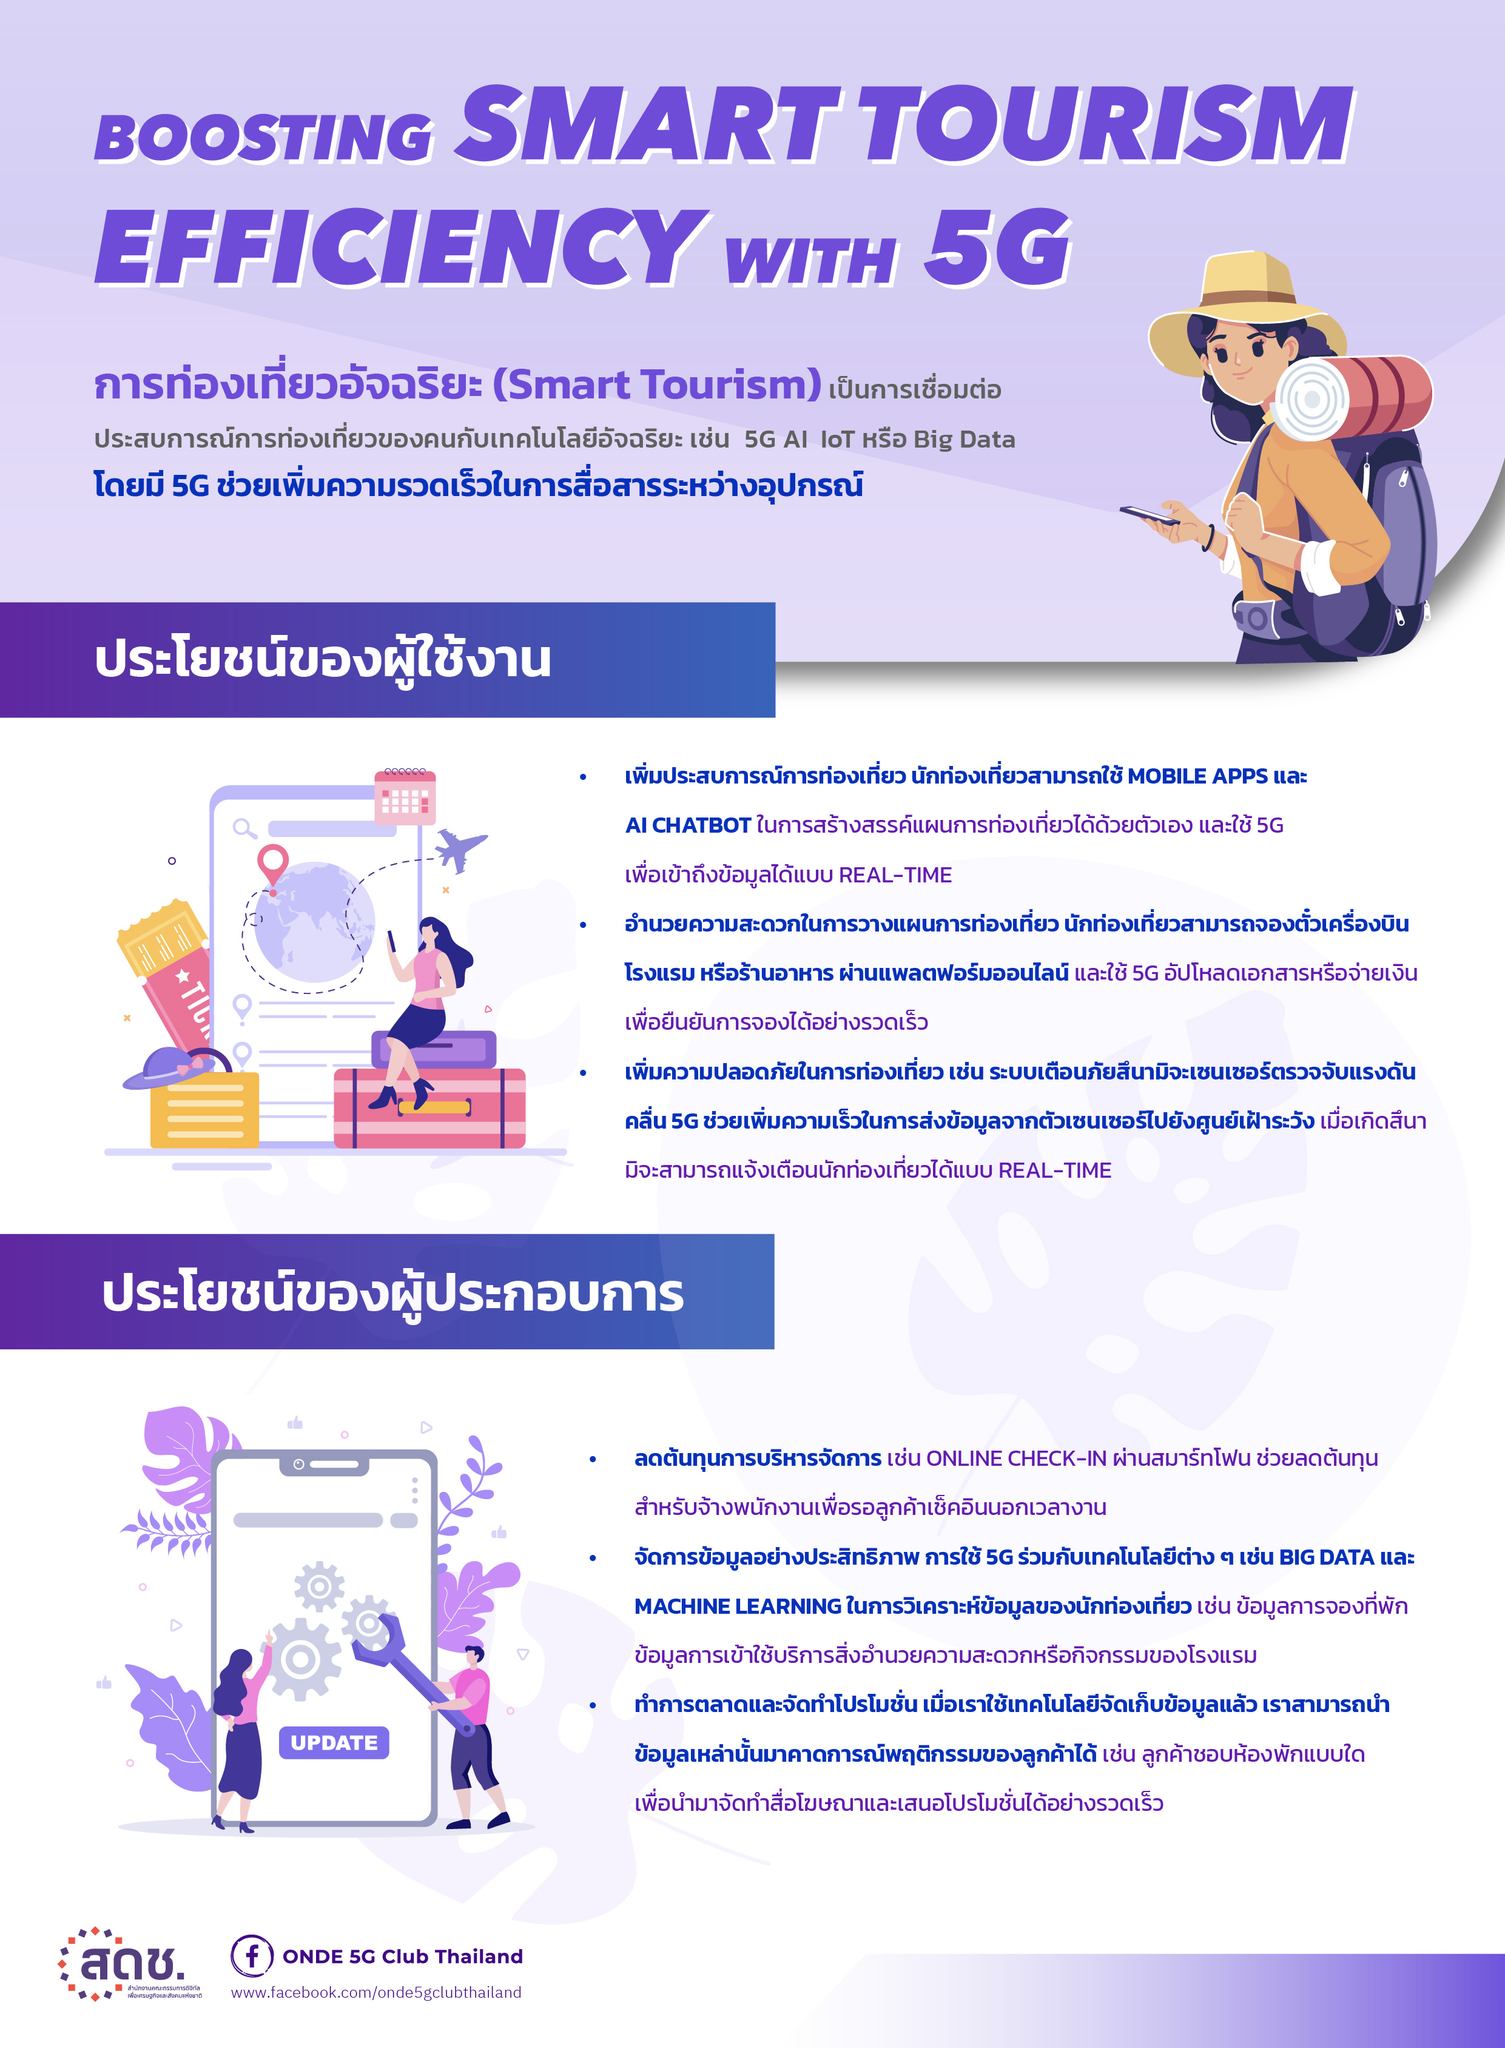 BOOSTING SMART TOURISM
EFFICIENCY WITH 5G
การท่องเที่ยวอัจฉริยะ (Smart Tourism) เป็นการเชื่อมต่อ
ประสบการณ์การท่องเที่ยวของคนกับเทคโนโลยีอัจฉริยะ เช่น 5G AI IoT หรือ Big Data
โดยมี 5G ช่วยเพิ่มความรวดเร็วในการสื่อสารระหว่างอุปกรณ์
ประโยชน์ของผู้ใช้งาน
TICK
• เพิ่มประสบการณ์การท่องเที่ยว นักท่องเที่ยวสามารถใช้ MOBILE APPS และ
AI CHATBOT ในการสร้างสรรค์แผนการท่องเที่ยวได้ด้วยตัวเอง และใช้ 5G
เพื่อเข้าถึงข้อมูลได้แบบ REAL-TIME
• อำนวยความสะดวกในการวางแผนการท่องเที่ยว นักท่องเที่ยวสามารถจองตั๋วเครื่องบิน
โรงแรม หรือร้านอาหาร ผ่านแพลตฟอร์มออนไลน์ และใช้ 5G อัปโหลดเอกสารหรือจ่ายเงิน
เพื่อยืนยันการจองได้อย่างรวดเร็ว
• เพิ่มความปลอดภัยในการท่องเที่ยว เช่น ระบบเตือนภัยสึนามิจะเซนเซอร์ตรวจจับแรงดัน
คลื่น 5G ช่วยเพิ่มความเร็วในการส่งข้อมูลจากตัวเซนเซอร์ไปยังศูนย์เฝ้าระวัง เมื่อเกิดสึนา
มิจะสามารถแจ้งเตือนนักท่องเที่ยวได้แบบ REAL-TIME
ประโยชน์ของผู้ประกอบการ
UPDATE
• ลดต้นทุนการบริหารจัดการ เช่น ONLINE CHECK-IN ผ่านสมาร์ทโฟน ช่วยลดต้นทุน
สำหรับจ้างพนักงานเพื่อรอลูกค้าเช็คอินนอกเวลางาน
• จัดการข้อมูลอย่างประสิทธิภาพ การใช้ 5G ร่วมกับเทคโนโลยีต่าง ๆ เช่น BIG DATA และ
MACHINE LEARNING ในการวิเคราะห์ข้อมูลของนักท่องเที่ยว เช่น ข้อมูลการจองที่พัก
ข้อมูลการเข้าใช้บริการสิ่งอำนวยความสะดวกหรือกิจกรรมของโรงแรม
• ทำการตลาดและจัดทำโปรโมชั่น เมื่อเราใช้เทคโนโลยีจัดเก็บข้อมูลแล้ว เราสามารถนำ
ข้อมูลเหล่านั้นมาคาดการณ์พฤติกรรมของลูกค้าได้ เช่น ลูกค้าชอบห้องพักแบบใด
เพื่อนำมาจัดทำสื่อโฆษณาและเสนอโปรโมชั่นได้อย่างรวดเร็ว
สดช.
สำนักงานคณะกรรมการดิจิทัล
เพื่อเศรษฐกิจและสังคมแห่งชาติ
ONDE 5G Club Thailand
www.facebook.com/onde5gclubthailand